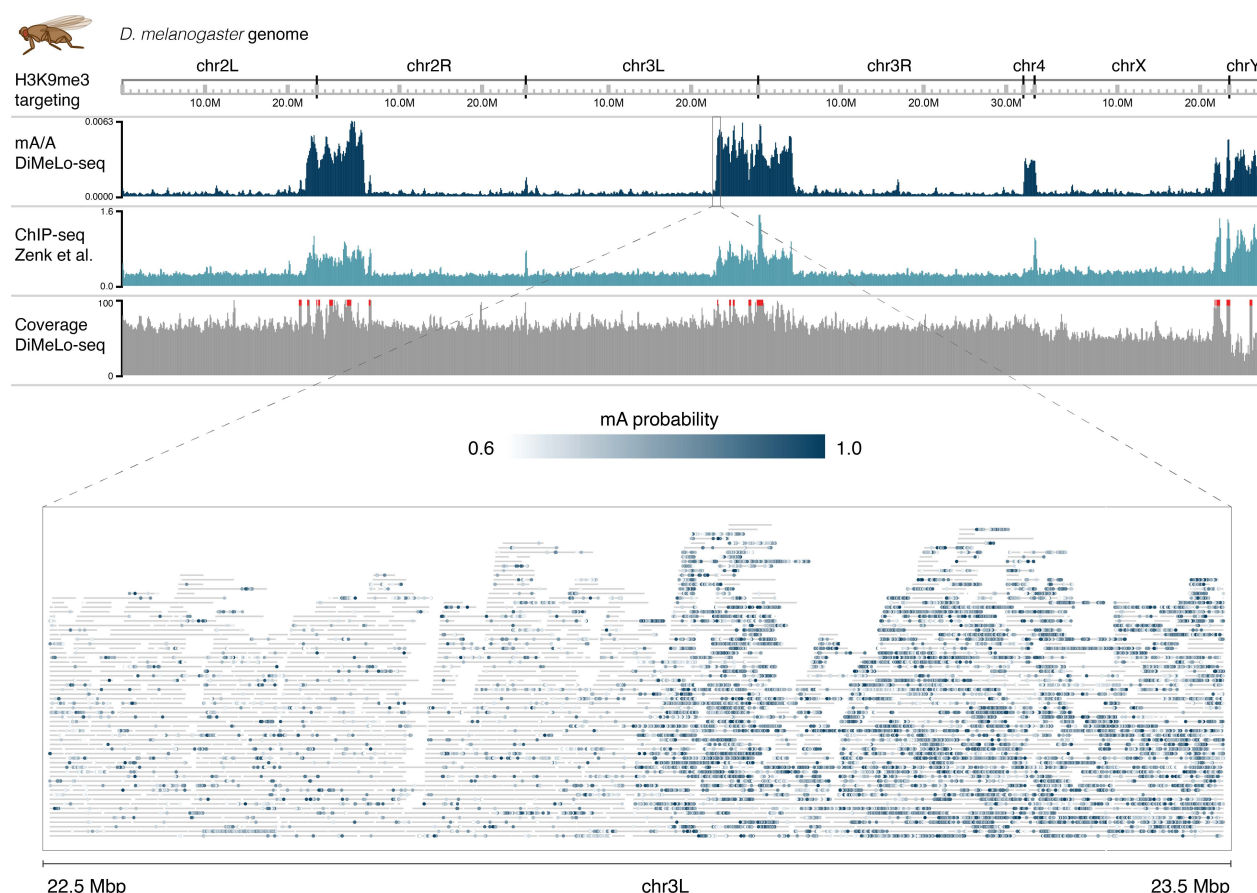 D. melanogaster genome
chr2L chr2R chr3L chr3R chr4 chrX chrY
H3K9me3
targeting
10.0M 20.0M 10.0M 20.0M 10.0M 20.0M 10.0M 20.0M 30.0M 10.0M 20.0M
0.0063
mA/A
DiMeLo-seq
0.0000
1.6
ChIP-seq
Zenk et al.
0.0
100
Coverage
DiMeLo-seq
0
mA probability
0.6 1.0
22.5 Mbp chr3L 23.5 Mbp